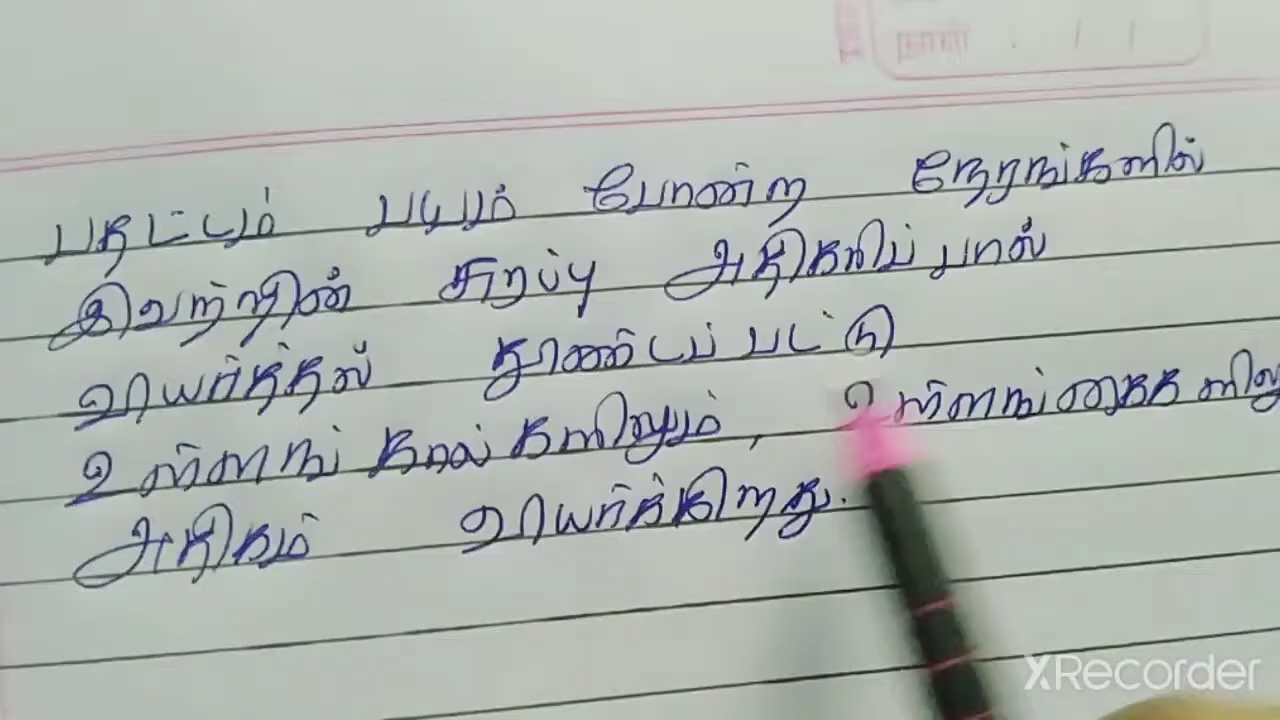 நாள்
பதட்டம் பயம் போன்ற நேரங்களில்
இவற்றின் சுரப்பு அதிகரிப்பால்
வியர்த்தல் தூண்டப்பட்டு
உள்ளங்கால்களிலும், உள்ளங்கைகளிலு
அதிகம் வியர்க்கிறது.
XRecorder